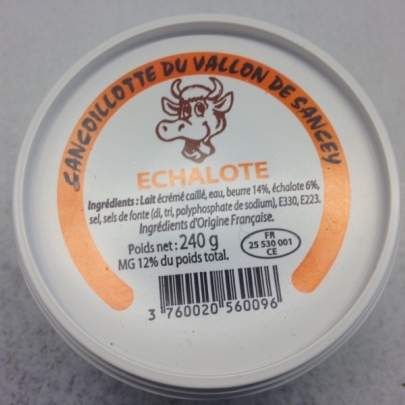 CANCOILLOTTE DU VALLON DE SANCEY
ECHALOTE
Ingrédients : Lait écrémé caillé, eau, beurre 14%, échalote 6%,
sel, sels de fonte (di, tri, polyphosphate de sodium), E330, E223.
Ingrédients d'Origine Française.
Poids net : 240 g
MG 12% du poids total.
FR
25 530 001
CE
3 760020 560096